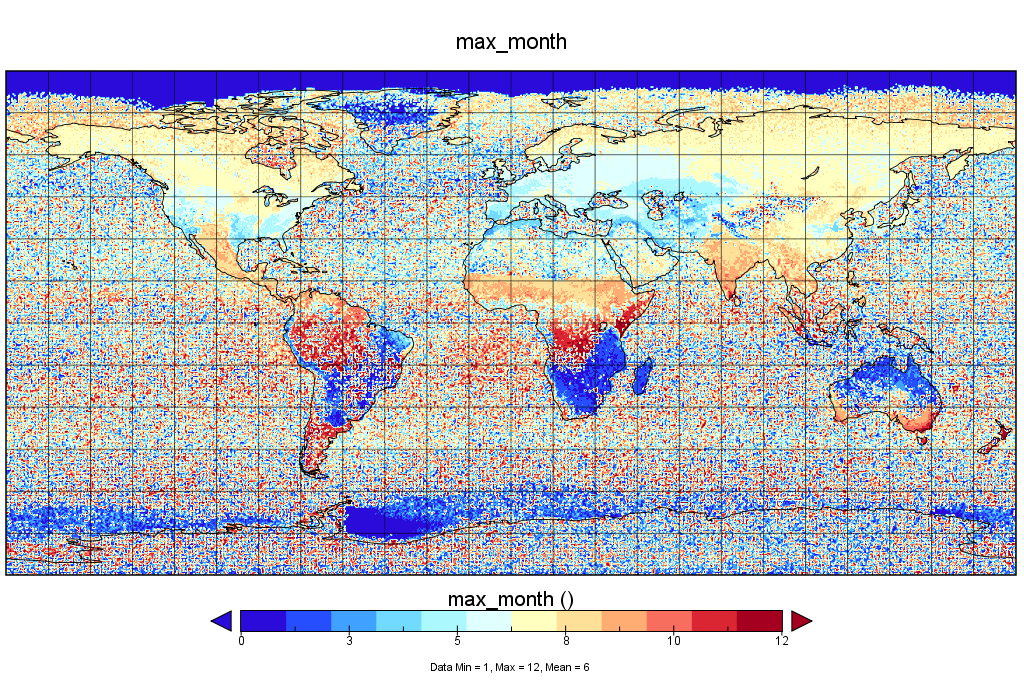 max_month
max_month ()
0 3 5 8 10 12
Data Min = 1, Max = 12, Mean = 6